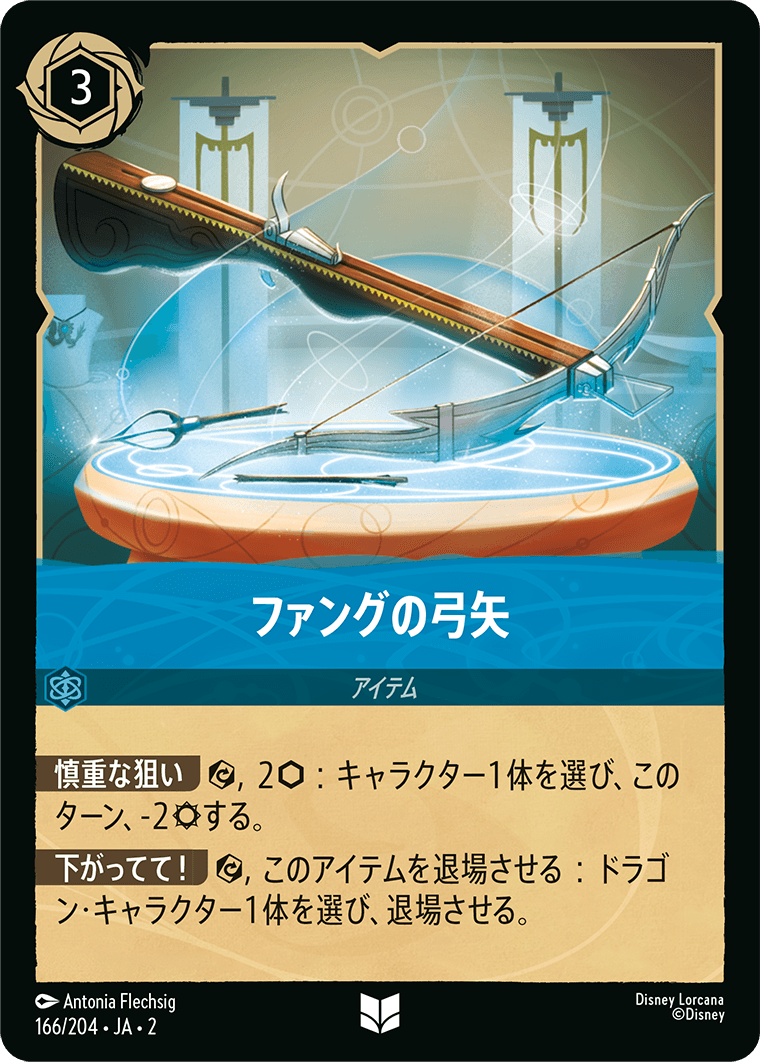 3
ファングの弓矢
アイテム
慎重な狙い , 2 : キャラクター1体を選び、この
ターン、-2する。
下がってて! , このアイテムを退場させる : ドラゴ
ン・キャラクター1体を選び、退場させる。
Antonia Flechsig
166/204 • JA • 2
Disney Lorcana
©Disney